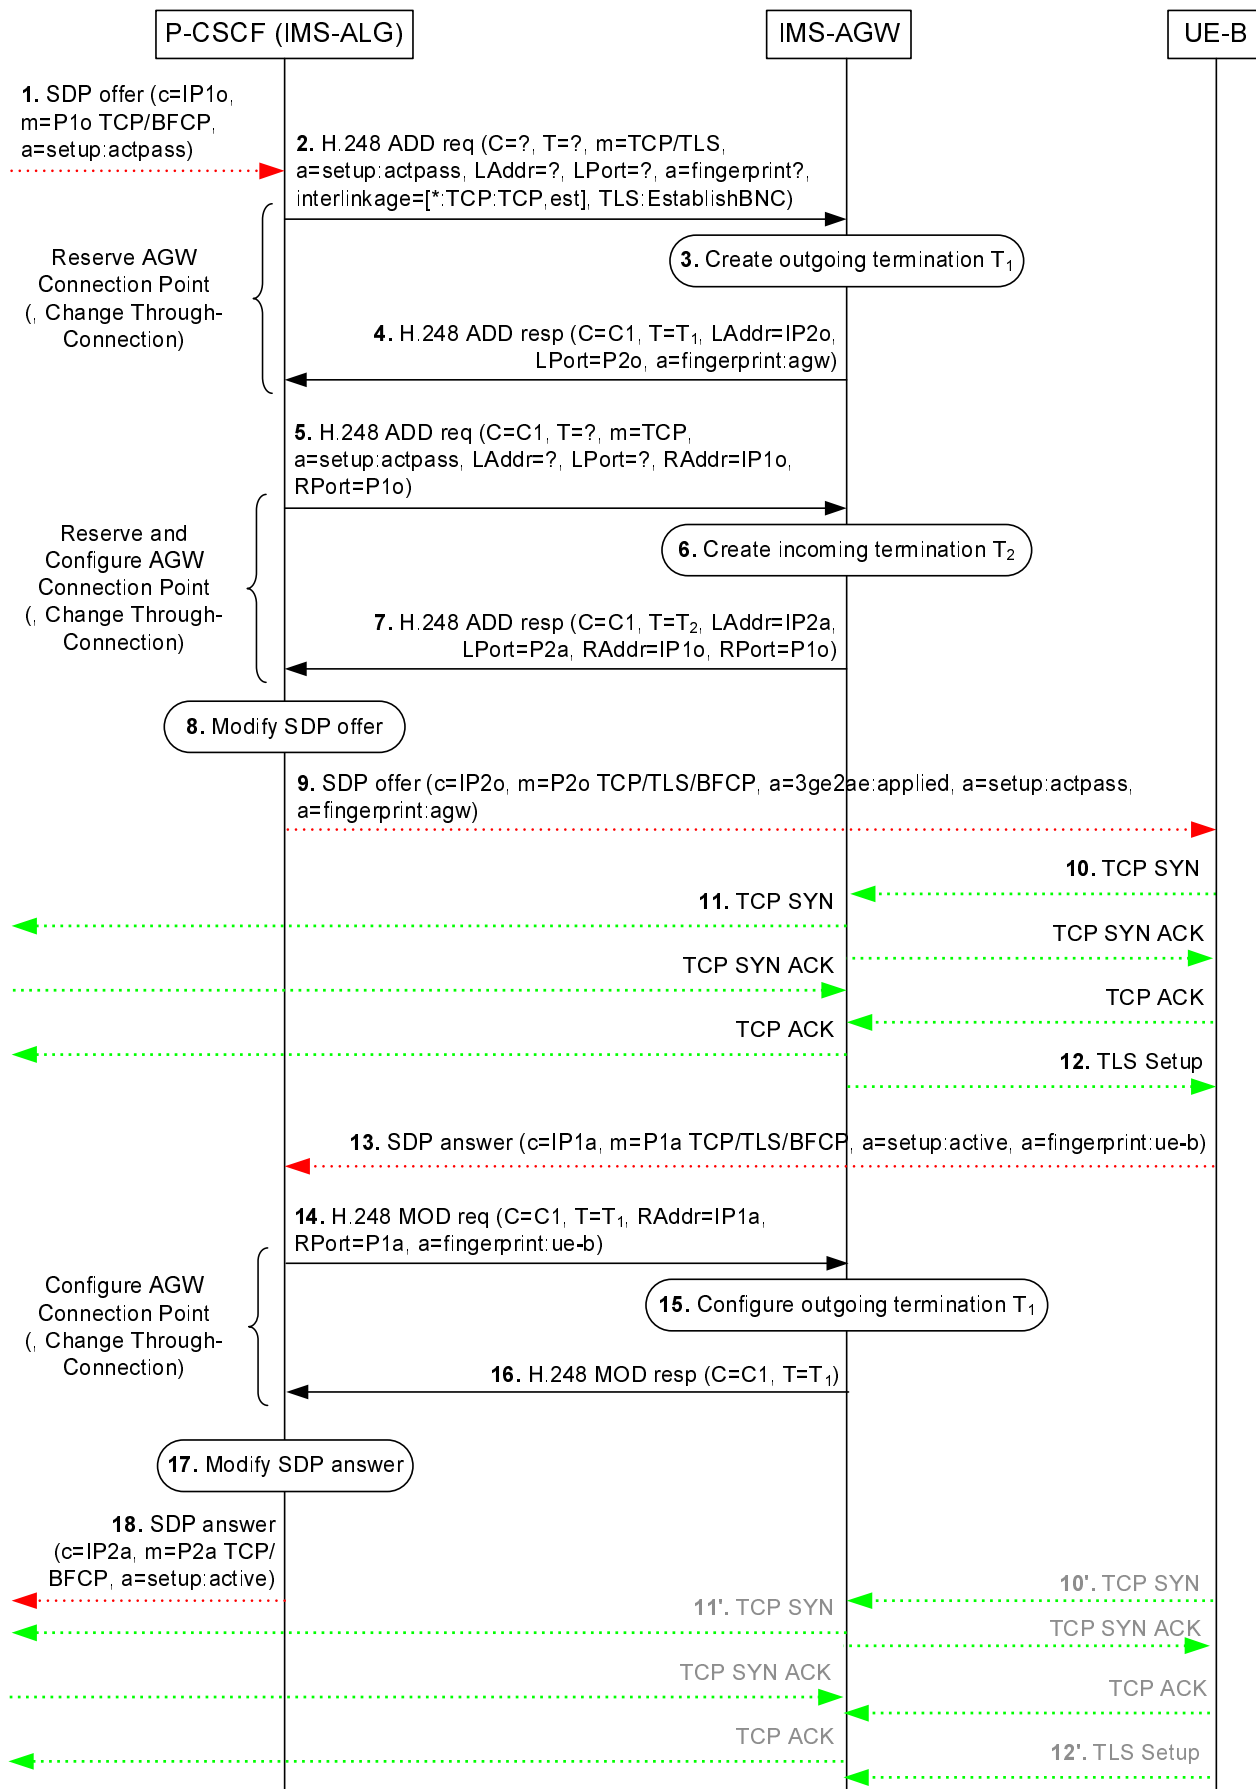 P-CSCF (IMS-ALG)
IMS-AGW
UE-B
1. SDP offer (c=IP1o,
m=P1o TCP/BFCP,
a=setup:actpass)
2. H.248 ADD req (C=?, T=?, m=TCP/TLS,
a=setup:actpass, LAddr=?, LPort=?, a=fingerprint?,
interlinkage=[*:TCP:TCP,est], TLS:EstablishBNC)
Reserve AGW
Connection Point
(, Change Through-
Connection)
3. Create outgoing termination T1
4. H.248 ADD resp (C=C1, T=T1, LAddr=IP2o,
LPort=P2o, a=fingerprint:agw)
5. H.248 ADD req (C=C1, T=?, m=TCP,
a=setup:actpass, LAddr=?, LPort=?, RAddr=IP1o,
RPort=P1o)
Reserve and
Configure AGW
Connection Point
(, Change Through-
Connection)
6. Create incoming termination T2
7. H.248 ADD resp (C=C1, T=T2, LAddr=IP2a,
LPort=P2a, RAddr=IP1o, RPort=P1o)
8. Modify SDP offer
9. SDP offer (c=IP2o, m=P2o TCP/TLS/BFCP, a=3ge2ae:applied, a=setup:actpass,
a=fingerprint:agw)
10. TCP SYN
11. TCP SYN
TCP SYN ACK
TCP SYN ACK
TCP ACK
TCP ACK
12. TLS Setup
13. SDP answer (c=IP1a, m=P1a TCP/TLS/BFCP, a=setup:active, a=fingerprint:ue-b)
14. H.248 MOD req (C=C1, T=T1, RAddr=IP1a,
RPort=P1a, a=fingerprint:ue-b)
Configure AGW
Connection Point
(, Change Through-
Connection)
15. Configure outgoing termination T1
16. H.248 MOD resp (C=C1, T=T1)
17. Modify SDP answer
18. SDP answer
(c=IP2a, m=P2a TCP/
BFCP, a=setup:active)
10'. TCP SYN
11'. TCP SYN
TCP SYN ACK
TCP SYN ACK
TCP ACK
TCP ACK
12'. TLS Setup